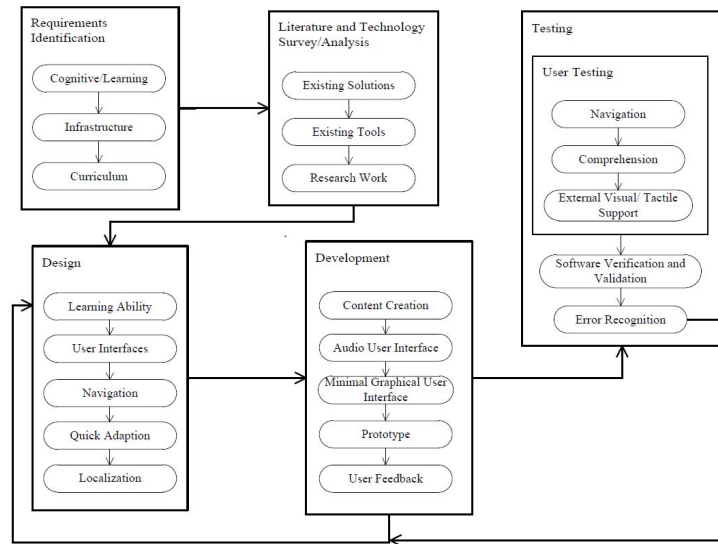 Requirements
Identification
Cognitive/Learning
Infrastructure
Curriculum
Literature and Technology
Survey/Analysis
Existing Solutions
Existing Tools
Research Work
Testing
User Testing
Navigation
Comprehension
External Visual/ Tactile
Support
Software Verification and
Validation
Error Recognition
Design
Learning Ability
User Interfaces
Navigation
Quick Adaption
Localization
Development
Content Creation
Audio User Interface
Minimal Graphical User
Interface
Prototype
User Feedback